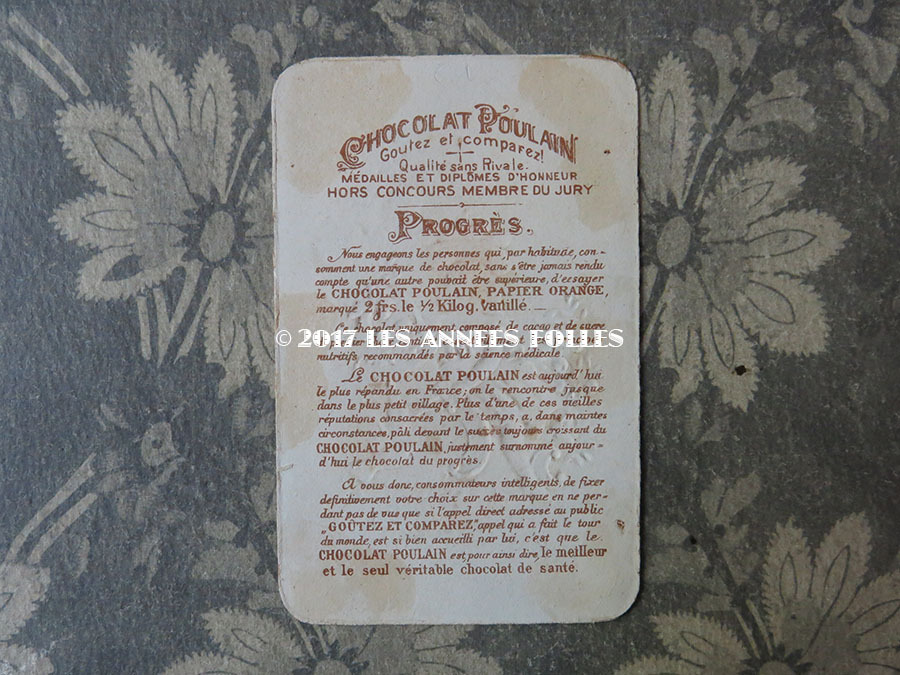 CHOCOLAT POULAIN
Goutez et comparez!
Qualité sans Rivale.
MÉDAILLES ET DIPLÔMES D'HONNEUR
HORS CONCOURS MEMBRE DU JURY
PROGRÈS.
Nous engageons les personnes qui, par habitude, con-
somment une marque de chocolat, sans s'être jamais rendu
compte qu'une autre pouvait être supérieure, d'essayer
le CHOCOLAT POULAIN, PAPIER ORANGE,
marqué 2 frs. le 1/2 Kilog. Vanillé. _
Ce chocolat uniquement composé de cacao et de sucre
© 2017 LES ANNEES FOLLES
nutritifs, recommandés par la science médicale.
Le CHOCOLAT POULAIN est aujourd'hui
le plus répandu en France; on le rencontre jusque
dans le plus petit village. Plus d'une de ces vieilles
réputations consacrées par le temps, a, dans maintes
circonstances, pâli devant le succès toujours croissant du
CHOCOLAT POULAIN, justement surnommé aujour-
d'hui le chocolat du progrès.
A vous donc, consommateurs intelligents, de fixer
définitivement votre choix sur cette marque en ne per-
dant pas de vue que si l'appel direct adressé au public
„GOÛTEZ ET COMPAREZ," appel qui a fait le tour
du monde, est si bien accueilli par lui, c'est que le
CHOCOLAT POULAIN est, pour ainsi dire, le meilleur
et le seul véritable chocolat de santé.